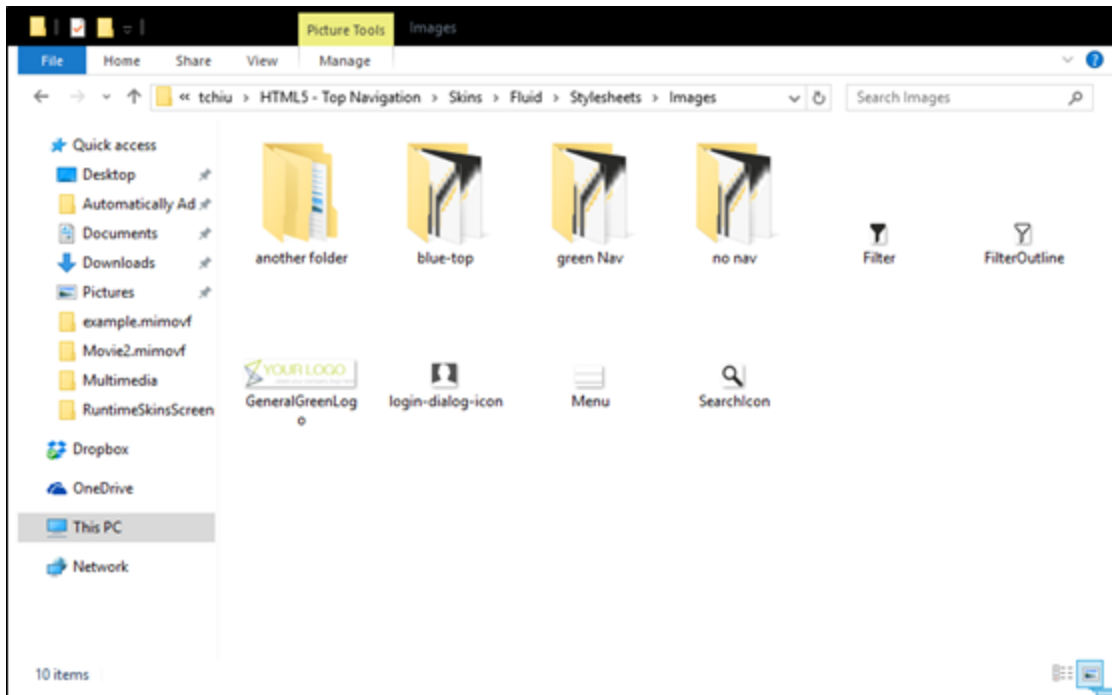 Picture Tools Images
File Home Share View Manage
« tchiu › HTML5 - Top Navigation › Skins › Fluid › Stylesheets › Images Search Images
Quick access
Desktop
Automatically Ad
Documents
Downloads
Pictures
example.mimovf
Movie2.mimovf
Multimedia
RuntimeSkinsScreen
Dropbox
OneDrive
This PC
Network
another folder blue-top green Nav no nav Filter FilterOutline
YOUR LOGO
GeneralGreenLog login-dialog-icon Menu SearchIcon
o
10 items